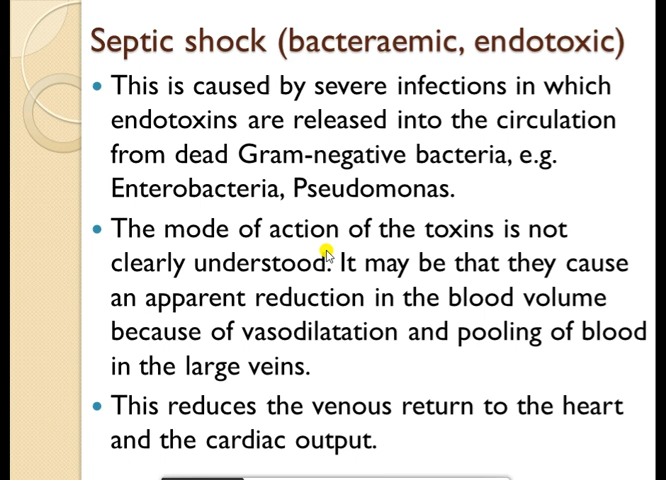 Septic shock (bacteraemic, endotoxic)
• This is caused by severe infections in which
endotoxins are released into the circulation
from dead Gram-negative bacteria, e.g.
Enterobacteria, Pseudomonas.
• The mode of action of the toxins is not
clearly understood. It may be that they cause
an apparent reduction in the blood volume
because of vasodilatation and pooling of blood
in the large veins.
• This reduces the venous return to the heart
and the cardiac output.